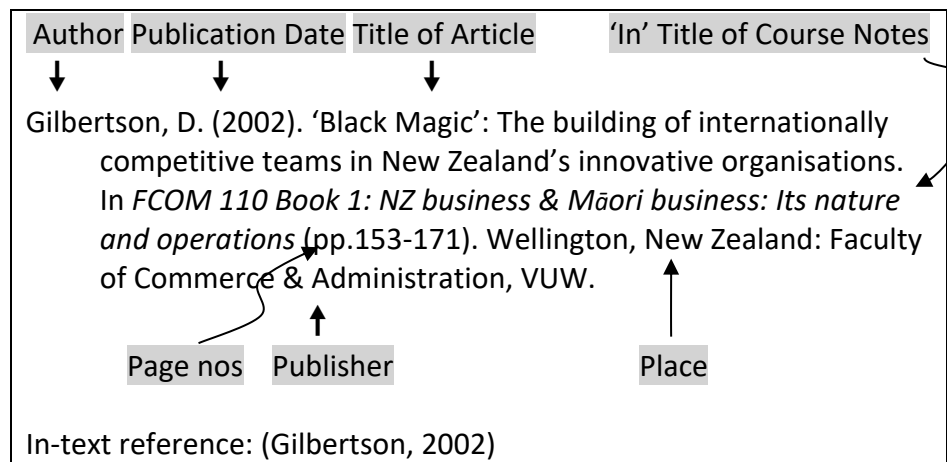 Author Publication Date Title of Article ‘In’ Title of Course Notes
Gilbertson, D. (2002). ‘Black Magic’: The building of internationally
competitive teams in New Zealand’s innovative organisations.
In FCOM 110 Book 1: NZ business & Māori business: Its nature
and operations (pp.153-171). Wellington, New Zealand: Faculty
of Commerce & Administration, VUW.
Page nos Publisher Place
In-text reference: (Gilbertson, 2002)